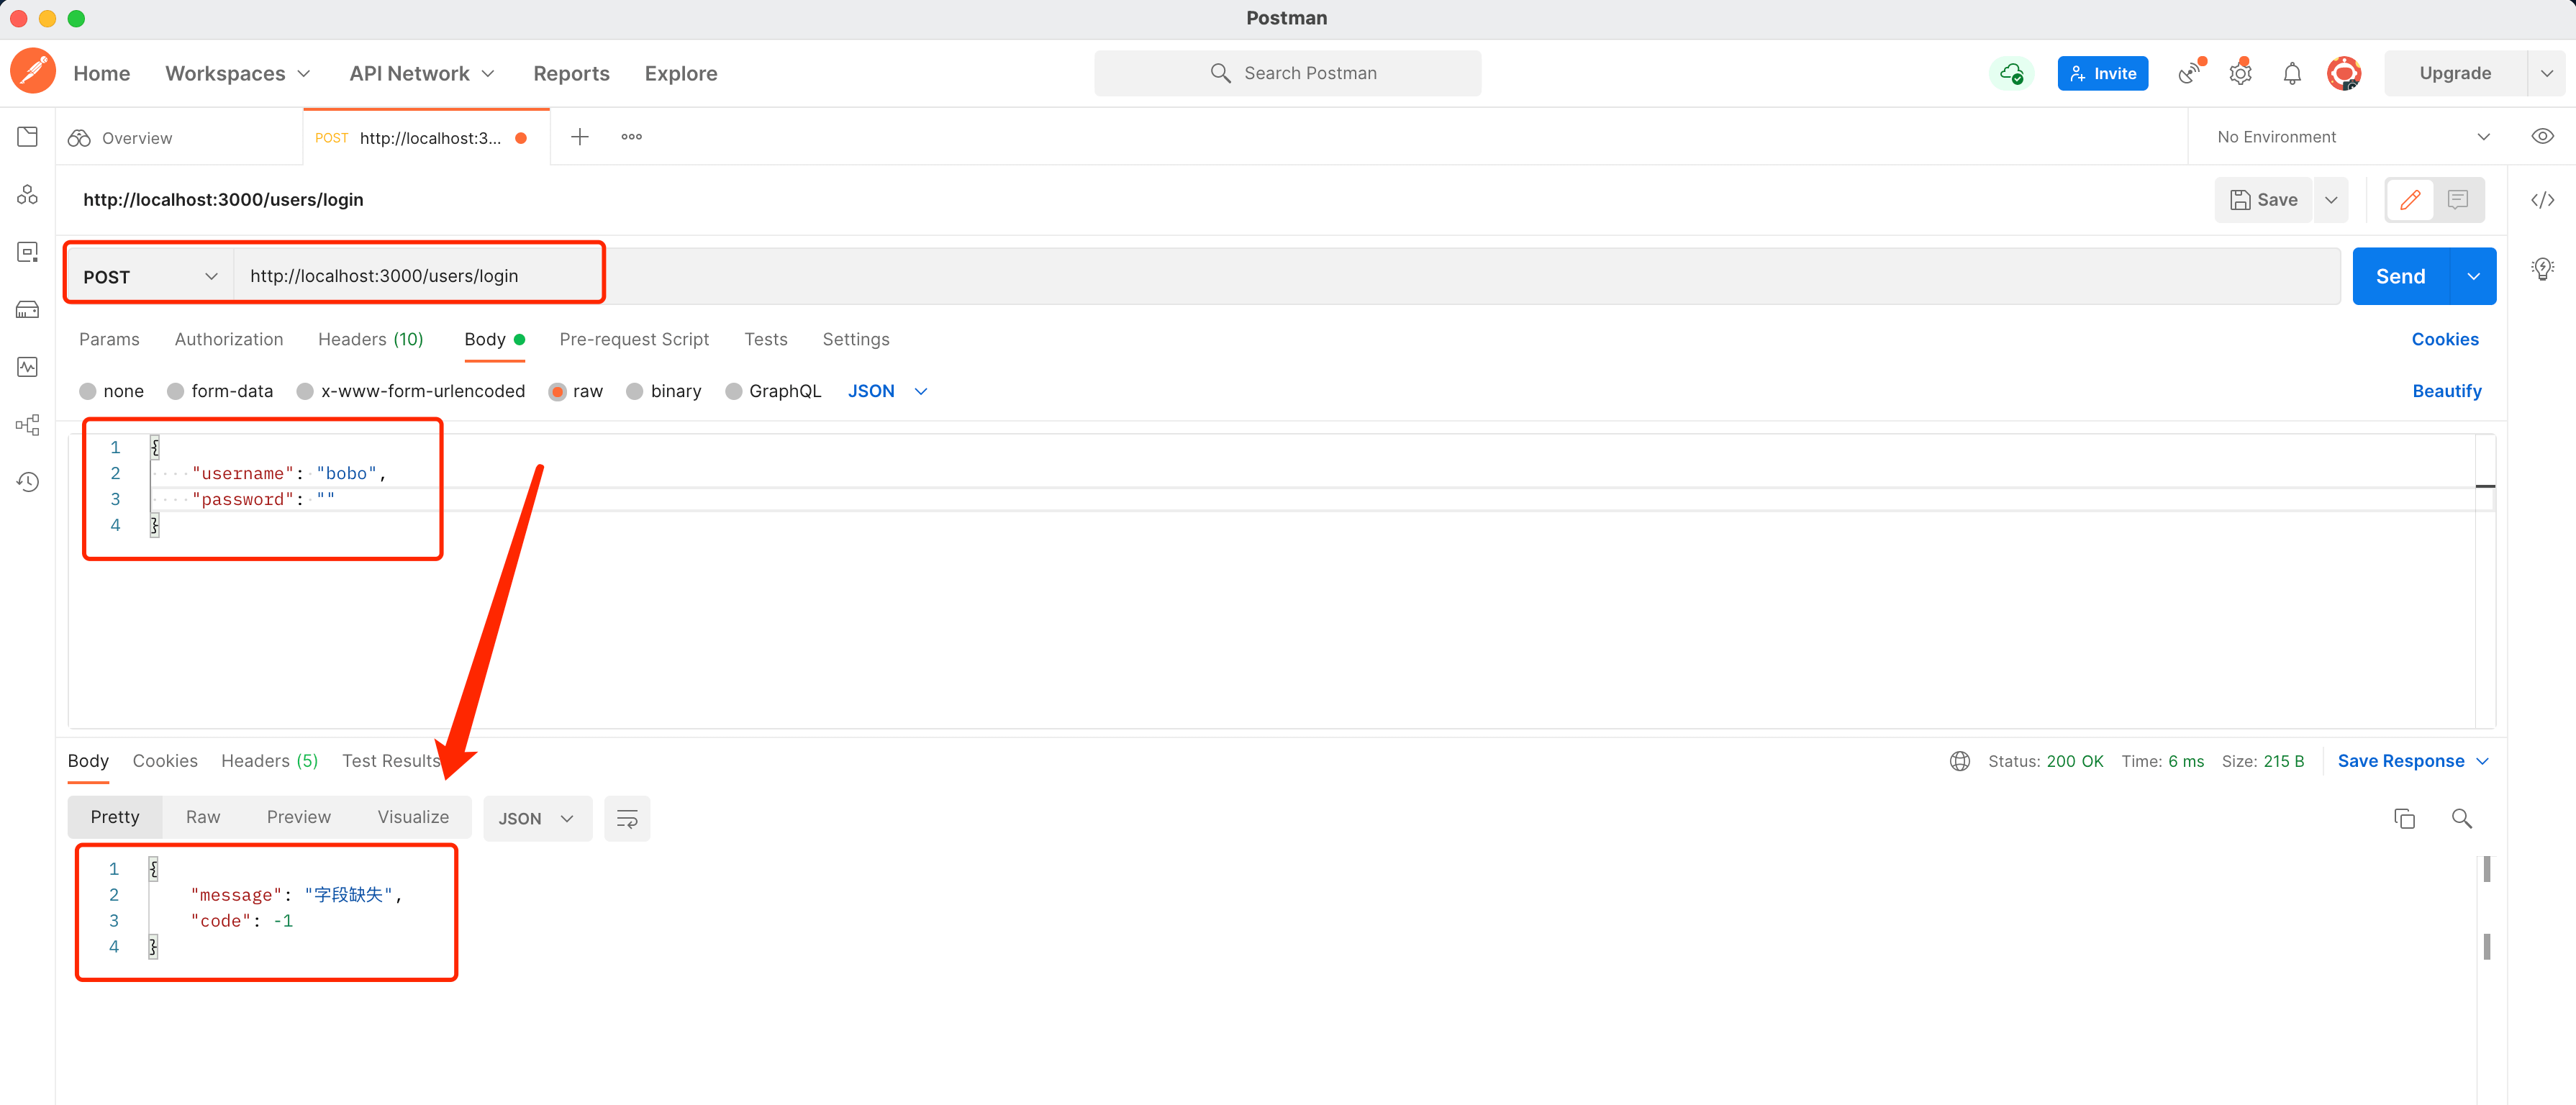 Postman
Home Workspaces API Network Reports Explore Search Postman Invite Upgrade
Overview POST http://localhost:3... No Environment
http://localhost:3000/users/login Save
POST http://localhost:3000/users/login Send
Params Authorization Headers (10) Body Pre-request Script Tests Settings Cookies
none form-data x-www-form-urlencoded raw binary GraphQL JSON Beautify
1 {
2 "username": "bobo",
3 "password": ""
4 }
Body Cookies Headers (5) Test Results Status: 200 OK Time: 6 ms Size: 215 B Save Response
Pretty Raw Preview Visualize JSON
1 {
2 "message": "字段缺失",
3 "code": -1
4 }